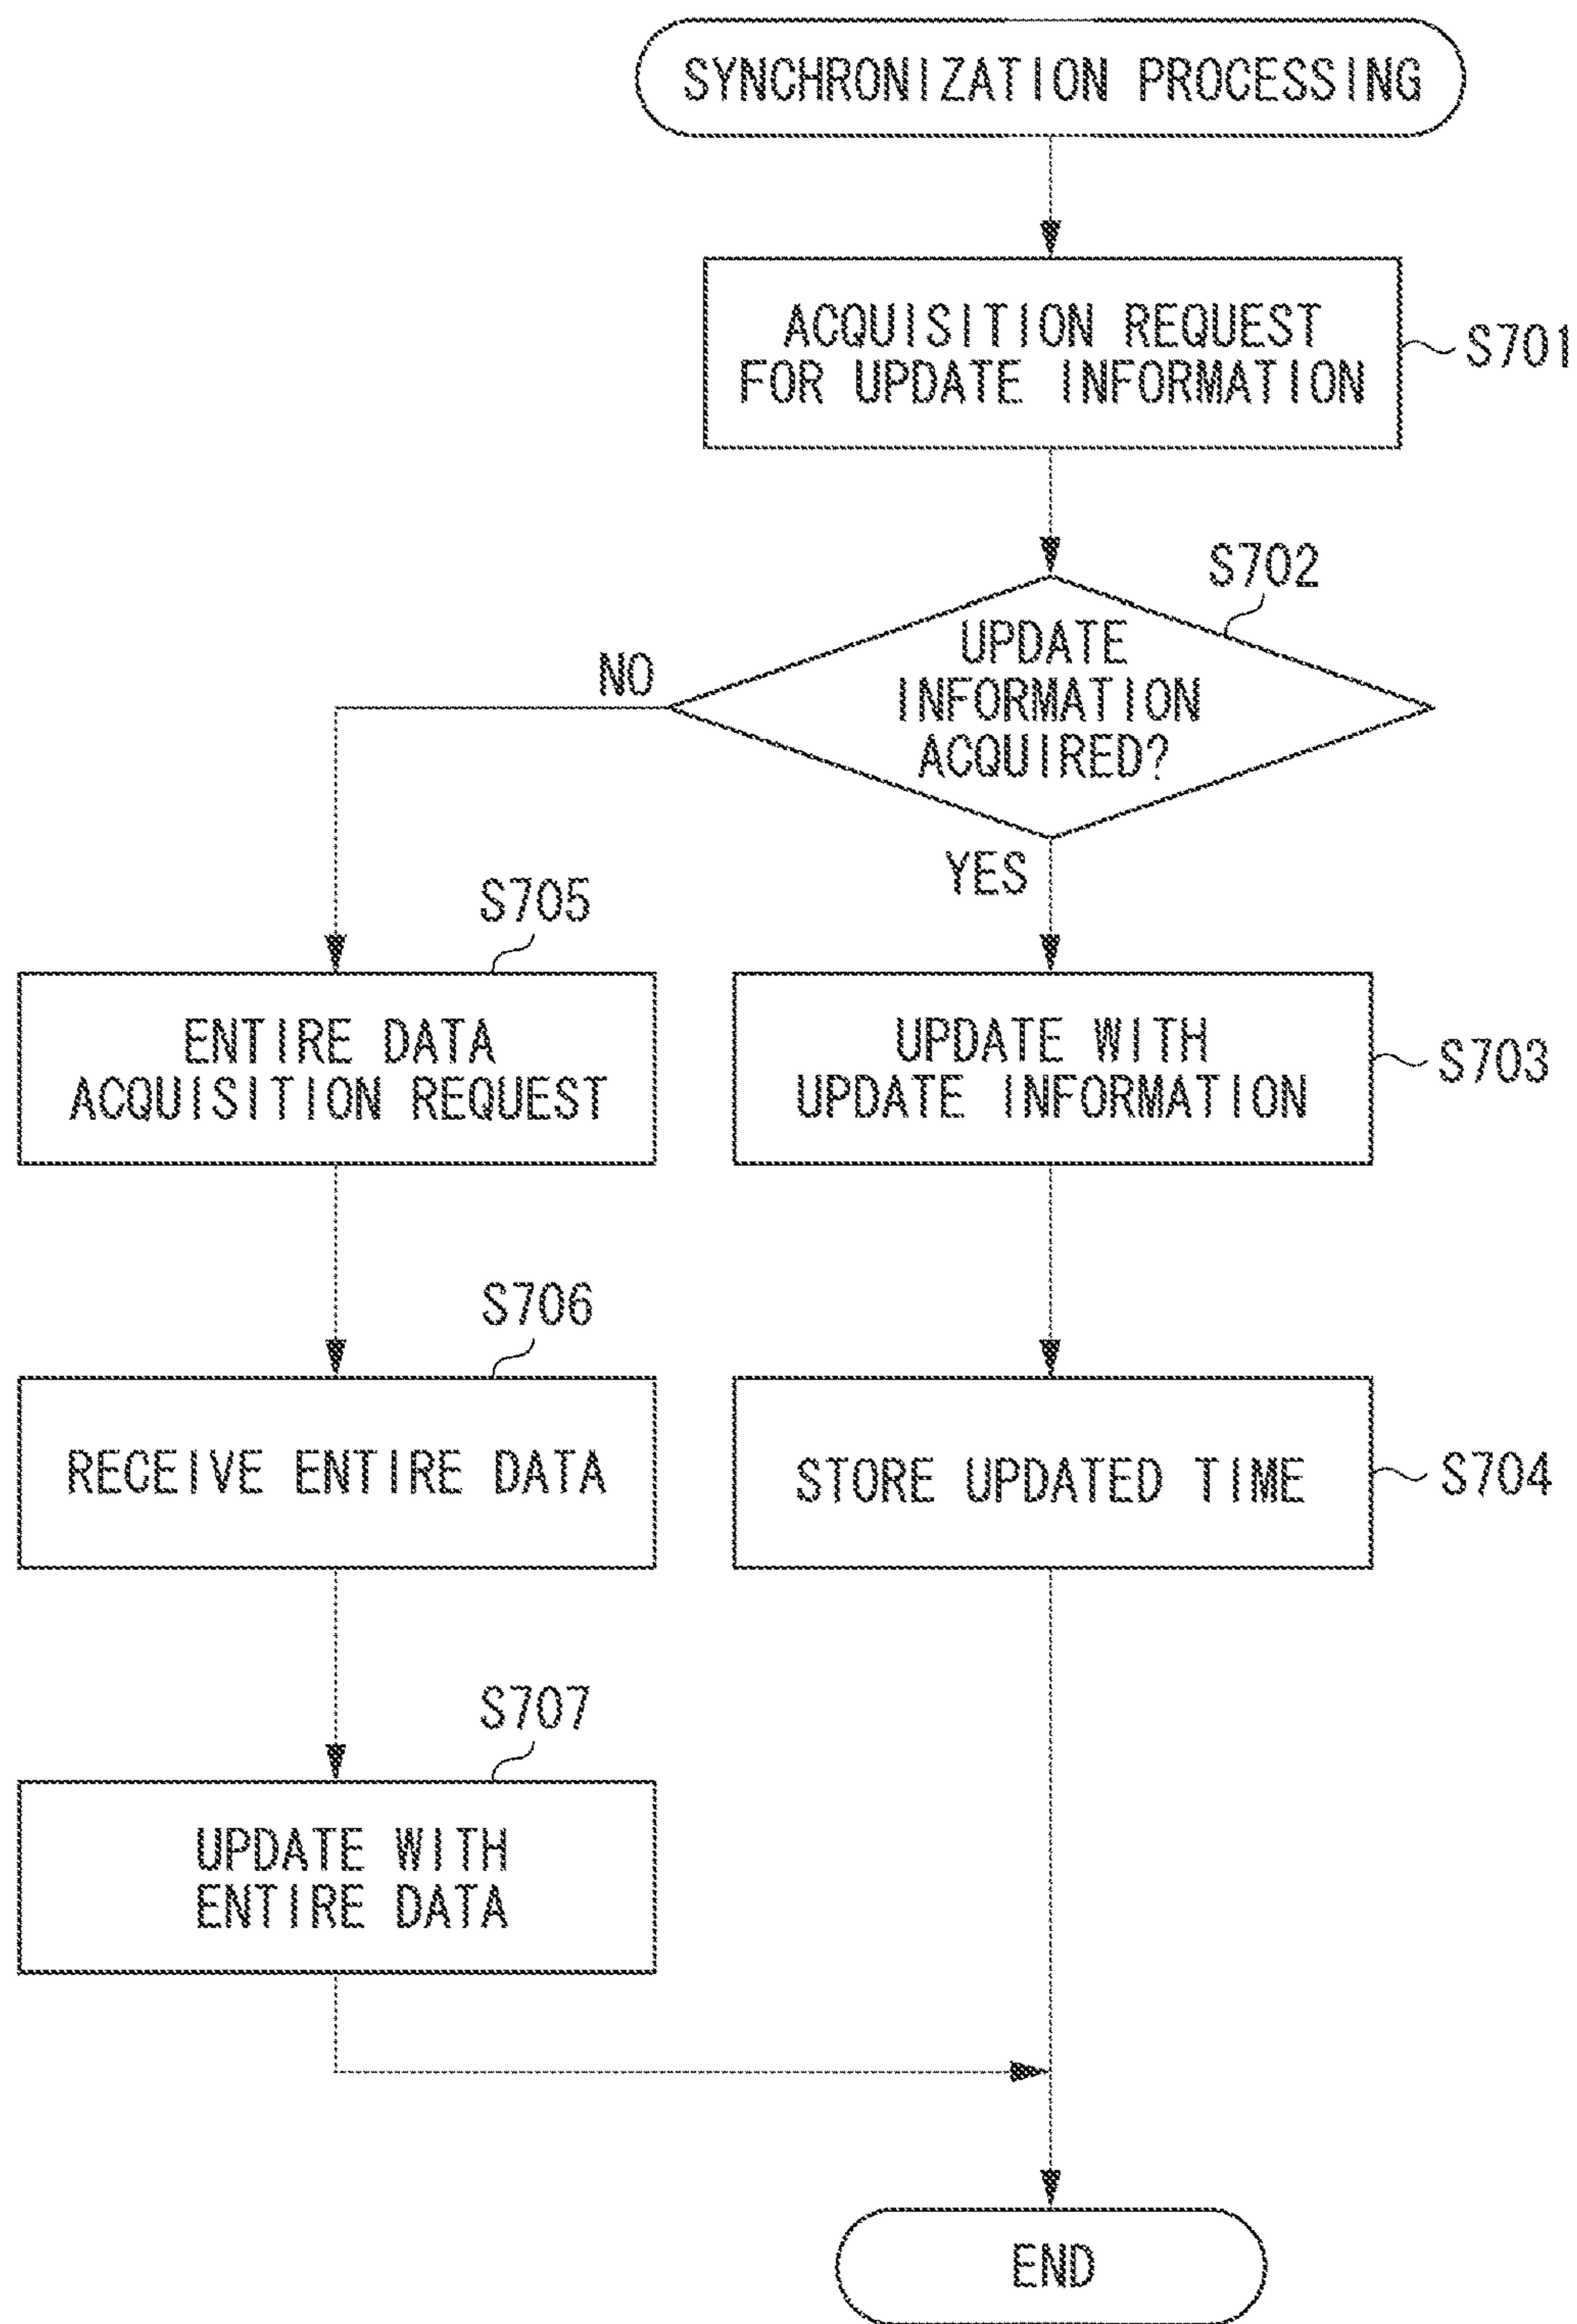 SYNCHRONIZATION PROCESSING
ACQUISITION REQUEST
FOR UPDATE INFORMATION
S701
S702
UPDATE
INFORMATION
ACQUIRED?
NO
YES
S705
ENTIRE DATA
ACQUISITION REQUEST
UPDATE WITH
UPDATE INFORMATION
S703
S706
RECEIVE ENTIRE DATA
STORE UPDATED TIME
S704
S707
UPDATE WITH
ENTIRE DATA
END